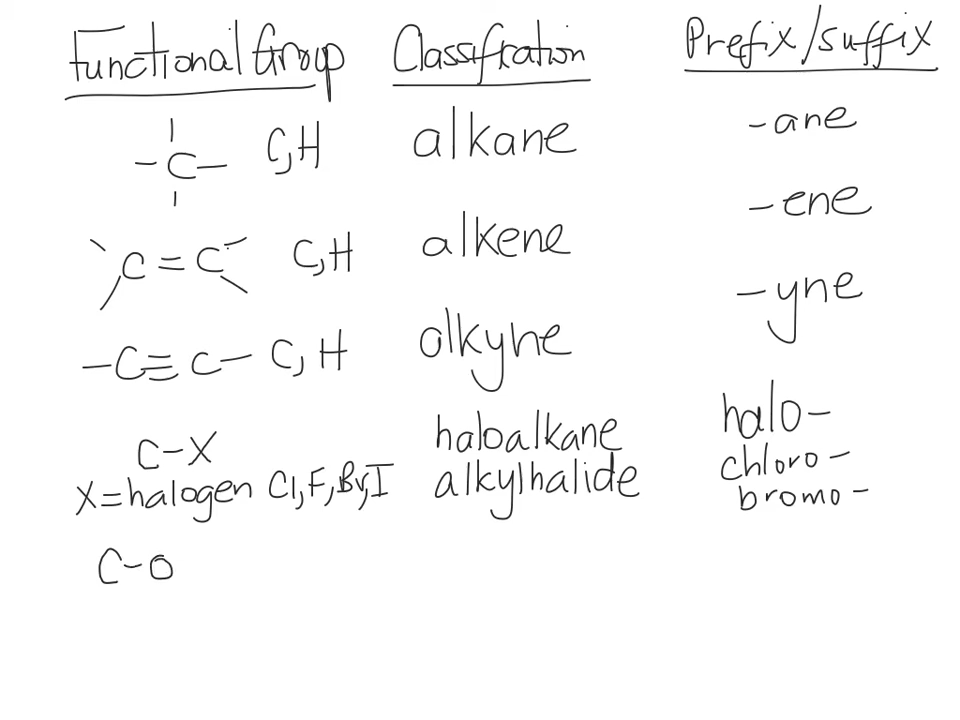 Functional Group Classification Prefix/suffix
-C- C,H alkane -ane
C=C C,H alkene -ene
-C≡C- C,H alkyne -yne
C-X haloalkane halo-
X=halogen Cl,F,Br,I alkylhalide chloro-
bromo-
C-O